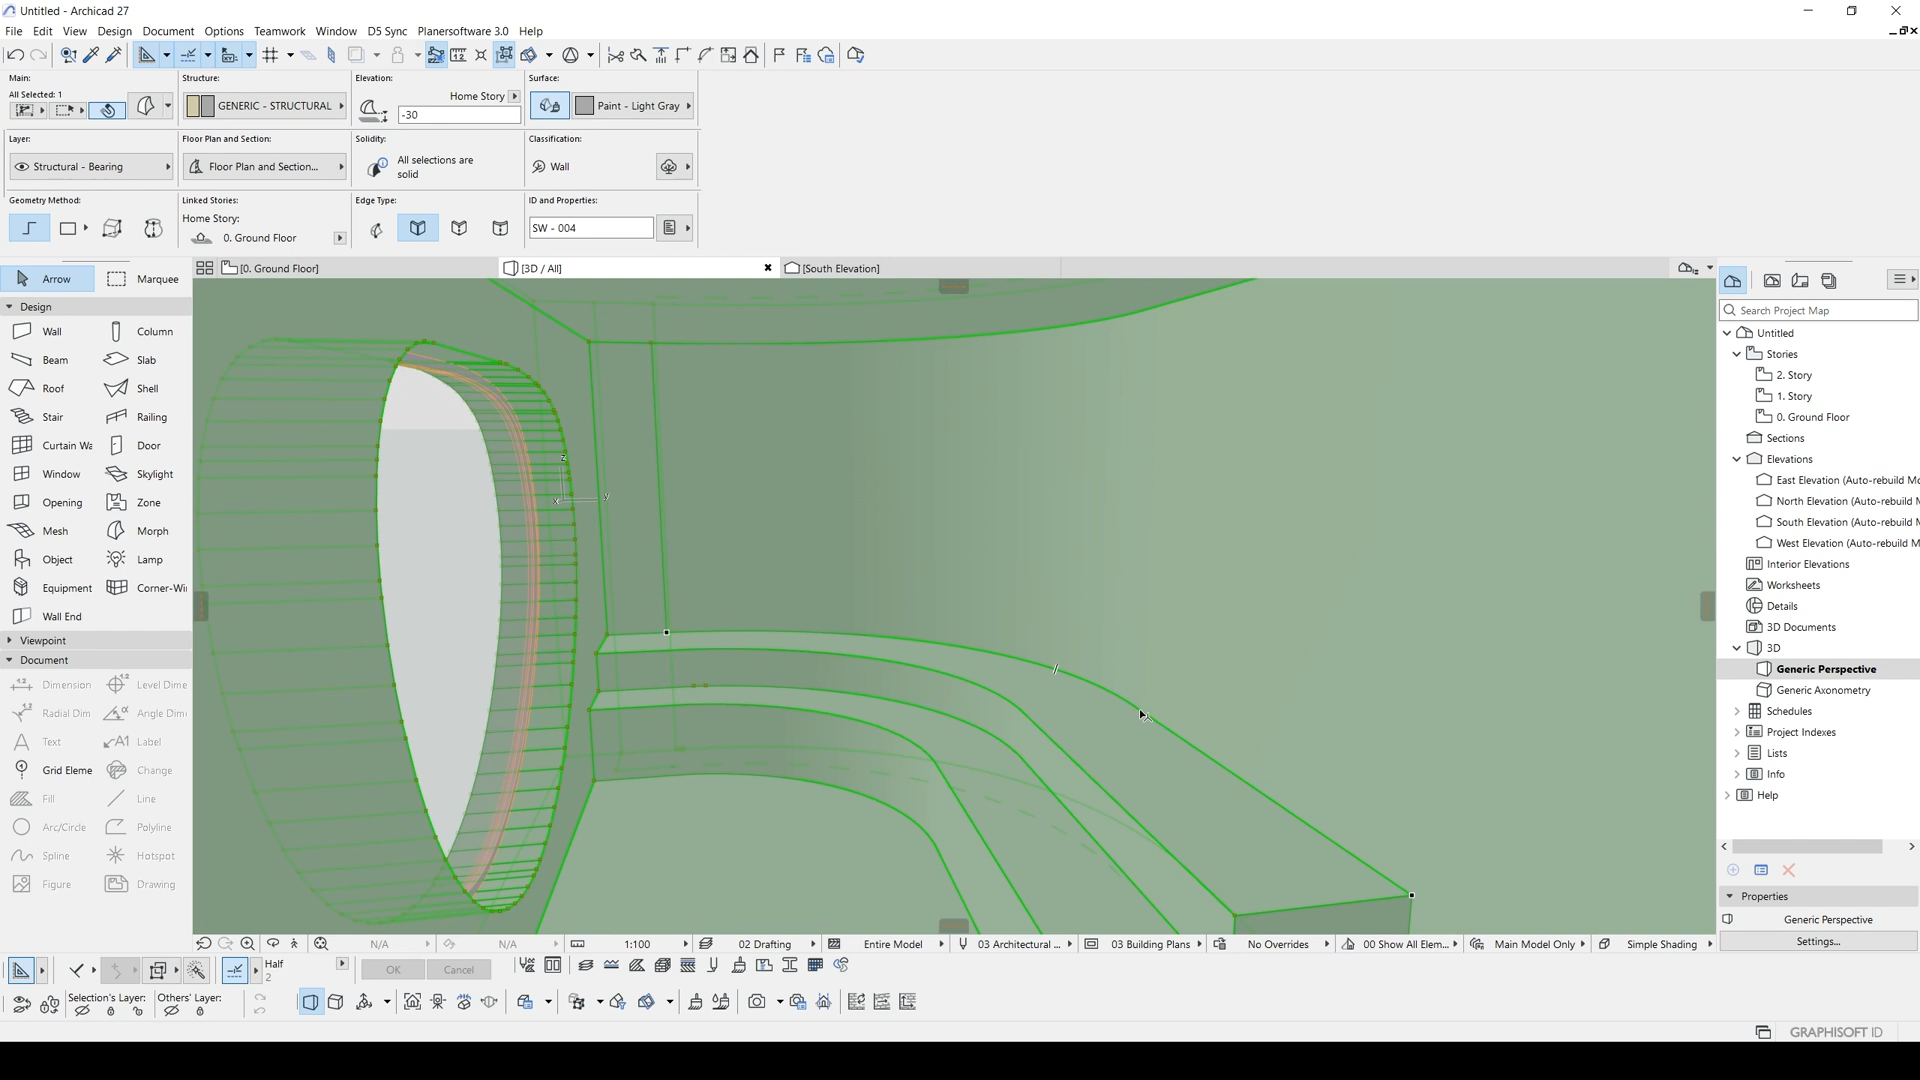 Untitled - Archicad 27
File Edit View Design Document Options Teamwork Window D5 Sync Planersoftware 3.0 Help
Main: Structure: Elevation: Surface:
All Selected: 1
GENERIC - STRUCTURAL
Home Story
-30
Paint - Light Gray
Layer: Floor Plan and Section: Solidity: Classification:
Structural - Bearing
Floor Plan and Section...
All selections are
solid
Wall
Geometry Method: Linked Stories: Edge Type: ID and Properties:
Home Story:
0. Ground Floor
SW - 004
Arrow Marquee
[0. Ground Floor] [3D / All] [South Elevation]
Design
Wall Column
Beam Slab
Roof Shell
Stair Railing
Curtain Wa Door
Window Skylight
Opening Zone
Mesh Morph
Object Lamp
Equipment Corner-Wi
Wall End
Viewpoint
Document
Dimension Level Dime
Radial Dim Angle Dim
Text Label
Grid Eleme Change
Fill Line
Arc/Circle Polyline
Spline Hotspot
Figure Drawing
z
x y
Search Project Map
Untitled
Stories
2. Story
1. Story
0. Ground Floor
Sections
Elevations
East Elevation (Auto-rebuild Mo
North Elevation (Auto-rebuild M
South Elevation (Auto-rebuild M
West Elevation (Auto-rebuild M
Interior Elevations
Worksheets
Details
3D Documents
3D
Generic Perspective
Generic Axonometry
Schedules
Project Indexes
Lists
Info
Help
Properties
Generic Perspective
Settings...
N/A N/A 1:100 02 Drafting Entire Model 03 Architectural ... 03 Building Plans No Overrides 00 Show All Elem... Main Model Only Simple Shading
Half
2
OK Cancel
Selection's Layer: Others' Layer:
GRAPHISOFT ID